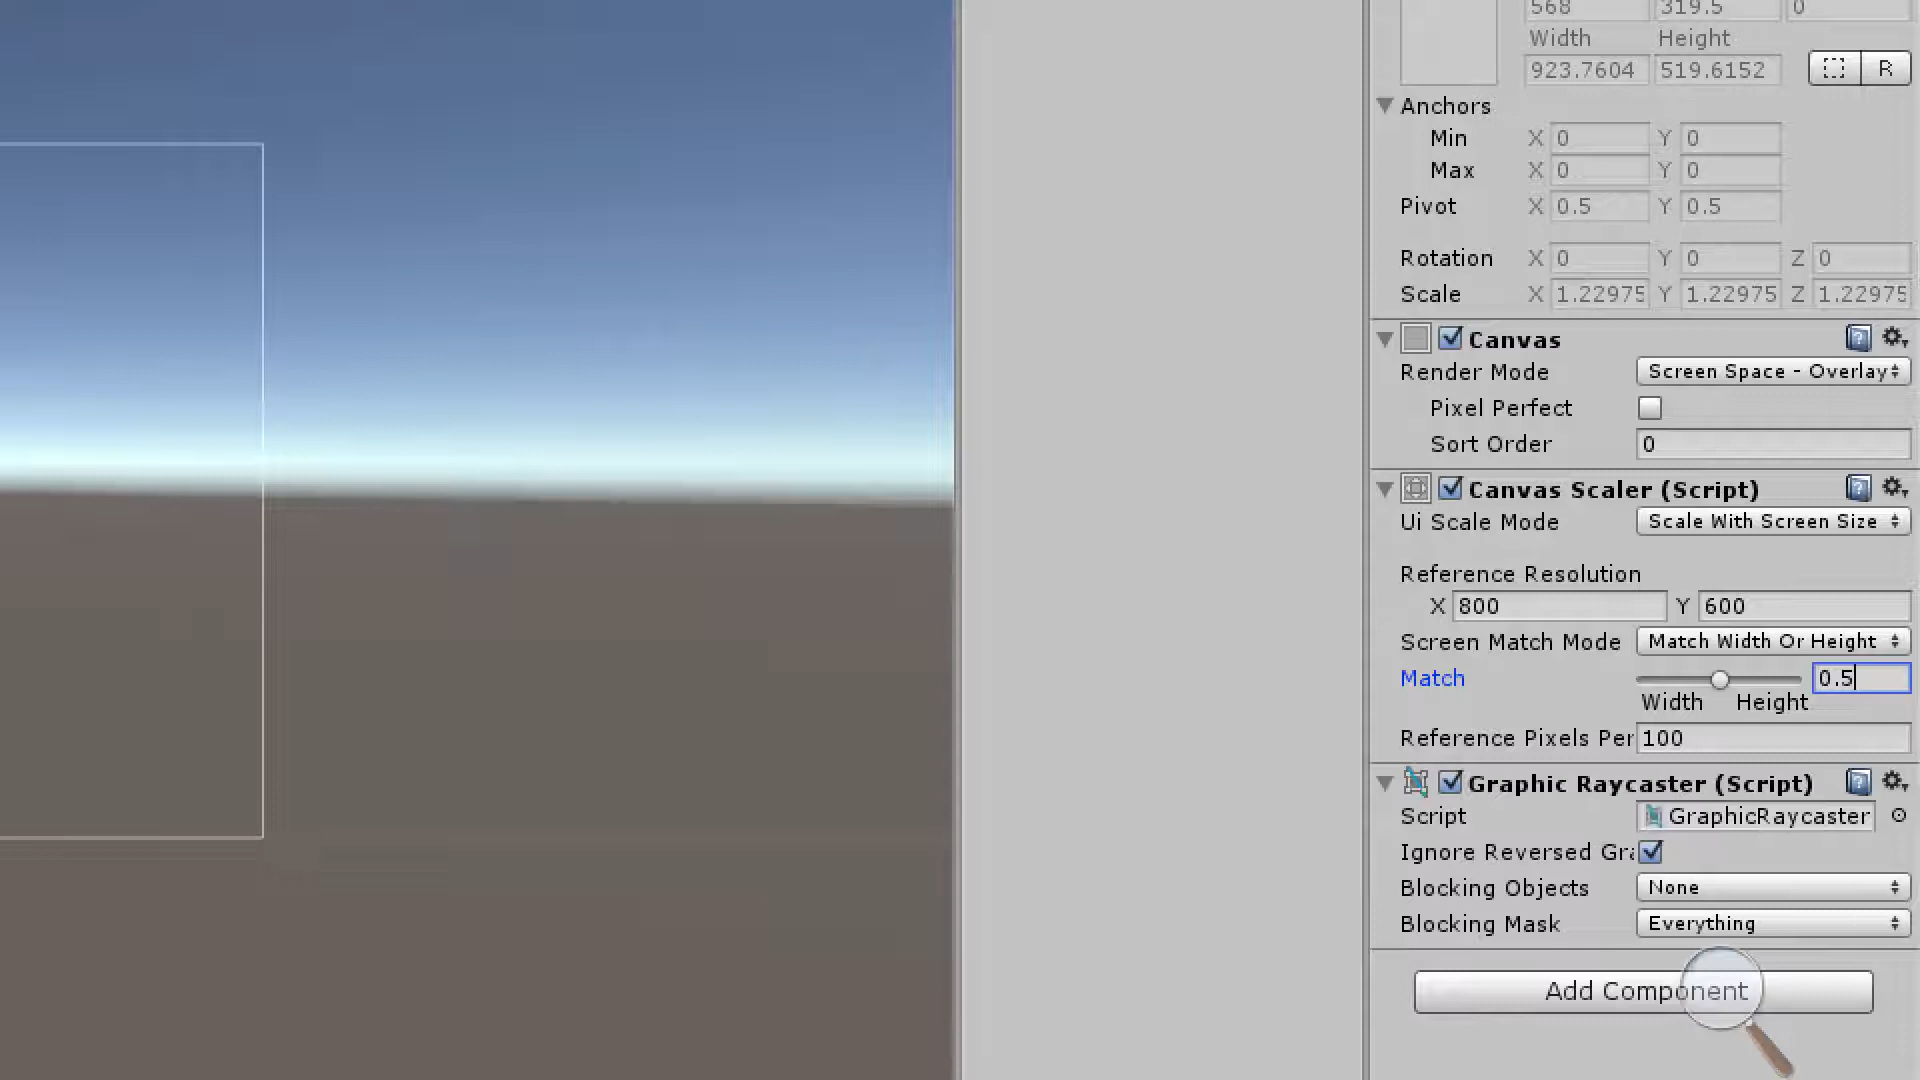 568 319.5 0
Width Height
923.7604 519.6152 R
Anchors
Min X 0 Y 0
Max X 0 Y 0
Pivot X 0.5 Y 0.5
Rotation X 0 Y 0 Z 0
Scale X 1.22975 Y 1.22975 Z 1.22975
Canvas
Render Mode Screen Space - Overlay
Pixel Perfect
Sort Order 0
Canvas Scaler (Script)
Ui Scale Mode Scale With Screen Size
Reference Resolution
X 800 Y 600
Screen Match Mode Match Width Or Height
Match 0.5
Width Height
Reference Pixels Per 100
Graphic Raycaster (Script)
Script GraphicRaycaster
Ignore Reversed Gra
Blocking Objects None
Blocking Mask Everything
Add Component